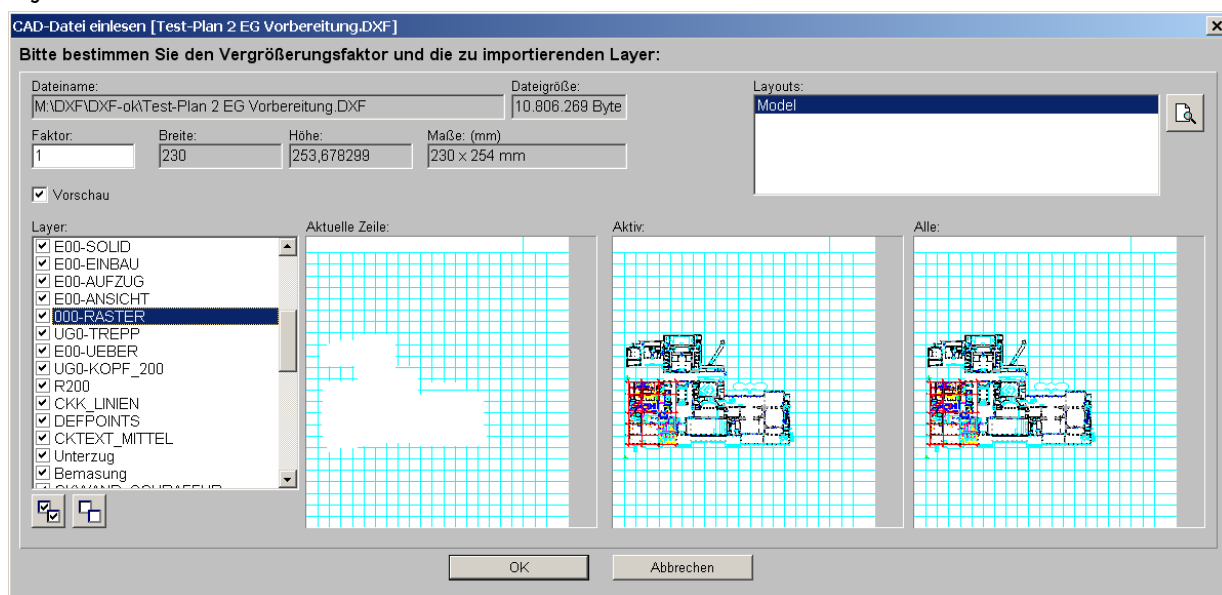 CAD-Datei einlesen [Test-Plan 2 EG Vorbereitung.DXF]
Bitte bestimmen Sie den Vergrößerungsfaktor und die zu importierenden Layer:
Dateiname: Dateigröße: Layouts:
M:\DXF\DXF-ok\Test-Plan 2 EG Vorbereitung.DXF 10.806.269 Byte Model
Faktor: Breite: Höhe: Maße: (mm)
1 230 253,678299 230 x 254 mm
Vorschau
Layer: Aktuelle Zeile: Aktiv: Alle:
E00-SOLID
E00-EINBAU
E00-AUFZUG
E00-ANSICHT
000-RASTER
UG0-TREPP
E00-UEBER
UG0-KOPF_200
R200
CKK_LINIEN
DEFPOINTS
CKTEXT_MITTEL
Unterzug
Bemasung
OK Abbrechen